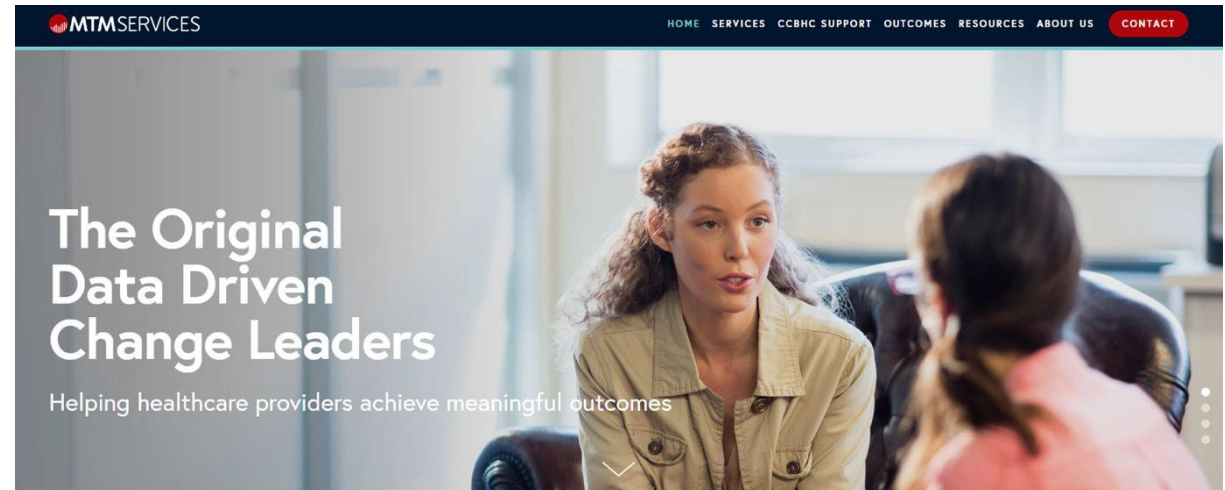 MTMSERVICES
HOME SERVICES CCBHC SUPPORT OUTCOMES RESOURCES ABOUT US CONTACT
The Original
Data Driven
Change Leaders
Helping healthcare providers achieve meaningful outcomes